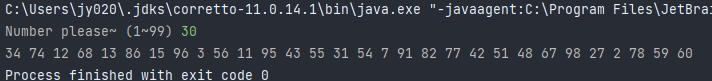 C:\Users\jy020\.jdks\corretto-11.0.14.1\bin\java.exe "-javaagent:C:\Program Files\JetBra
Number please~ (1~99) 30
34 74 12 68 13 86 15 96 3 56 11 95 43 55 31 54 7 91 82 77 42 51 48 67 98 27 2 78 59 60
Process finished with exit code 0